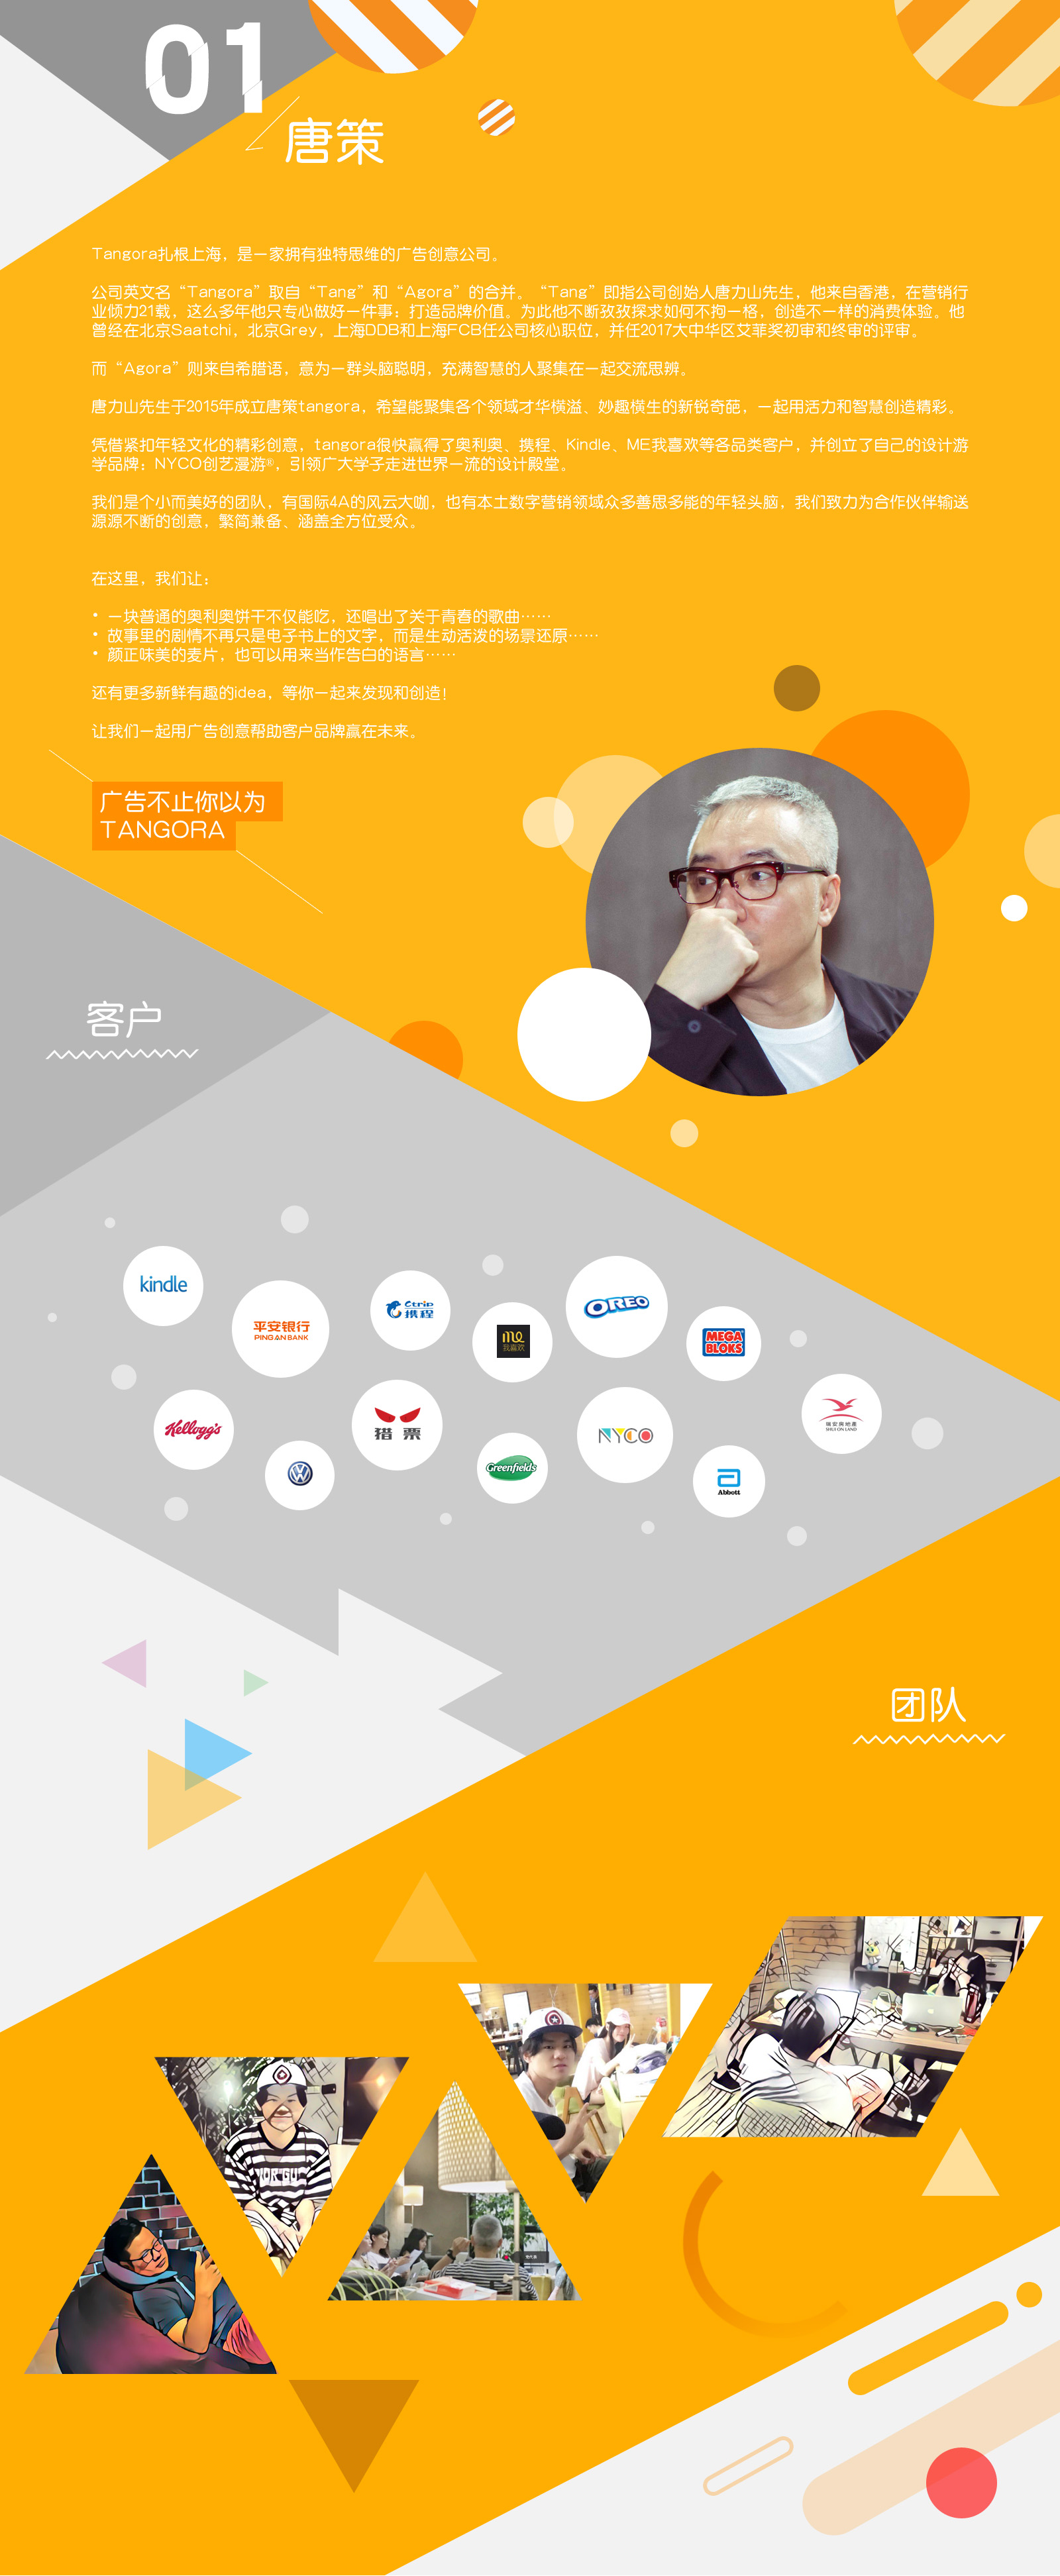 01
唐策
Tangora扎根上海，是一家拥有独特思维的广告创意公司。
公司英文名“Tangora”取自“Tang”和“Agora”的合并。“Tang”即指公司创始人唐力山先生，他来自香港，在营销行
业倾力21载，这么多年他只专心做好一件事：打造品牌价值。为此他不断孜孜探求如何不拘一格，创造不一样的消费体验。他
曾经在北京Saatchi，北京Grey，上海DDB和上海FCB任公司核心职位，并任2017大中华区艾菲奖初审和终审的评审。
而“Agora”则来自希腊语，意为一群头脑聪明，充满智慧的人聚集在一起交流思辨。
唐力山先生于2015年成立唐策tangora，希望能聚集各个领域才华横溢、妙趣横生的新锐奇葩，一起用活力和智慧创造精彩。
凭借紧扣年轻文化的精彩创意，tangora很快赢得了奥利奥、携程、Kindle、ME我喜欢等各品类客户，并创立了自己的设计游
学品牌：NYCO创艺漫游®，引领广大学子走进世界一流的设计殿堂。
我们是个小而美好的团队，有国际4A的风云大咖，也有本土数字营销领域众多善思多能的年轻头脑，我们致力为合作伙伴输送
源源不断的创意，繁简兼备、涵盖全方位受众。
在这里，我们让：
• 一块普通的奥利奥饼干不仅能吃，还唱出了关于青春的歌曲……
• 故事里的剧情不再只是电子书上的文字，而是生动活泼的场景还原……
• 颜正味美的麦片，也可以用来当作告白的语言……
还有更多新鲜有趣的idea，等你一起来发现和创造！
让我们一起用广告创意帮助客户品牌赢在未来。
广告不止你以为
TANGORA
客户
kindle
平安银行
PING AN BANK
Ctrip
携程
me
我喜欢
OREO
MEGA
BLOKS
Kellogg's
VW
猎票
Greenfields
NYCO
Abbott
瑞安房地產
SHUI ON LAND
团队